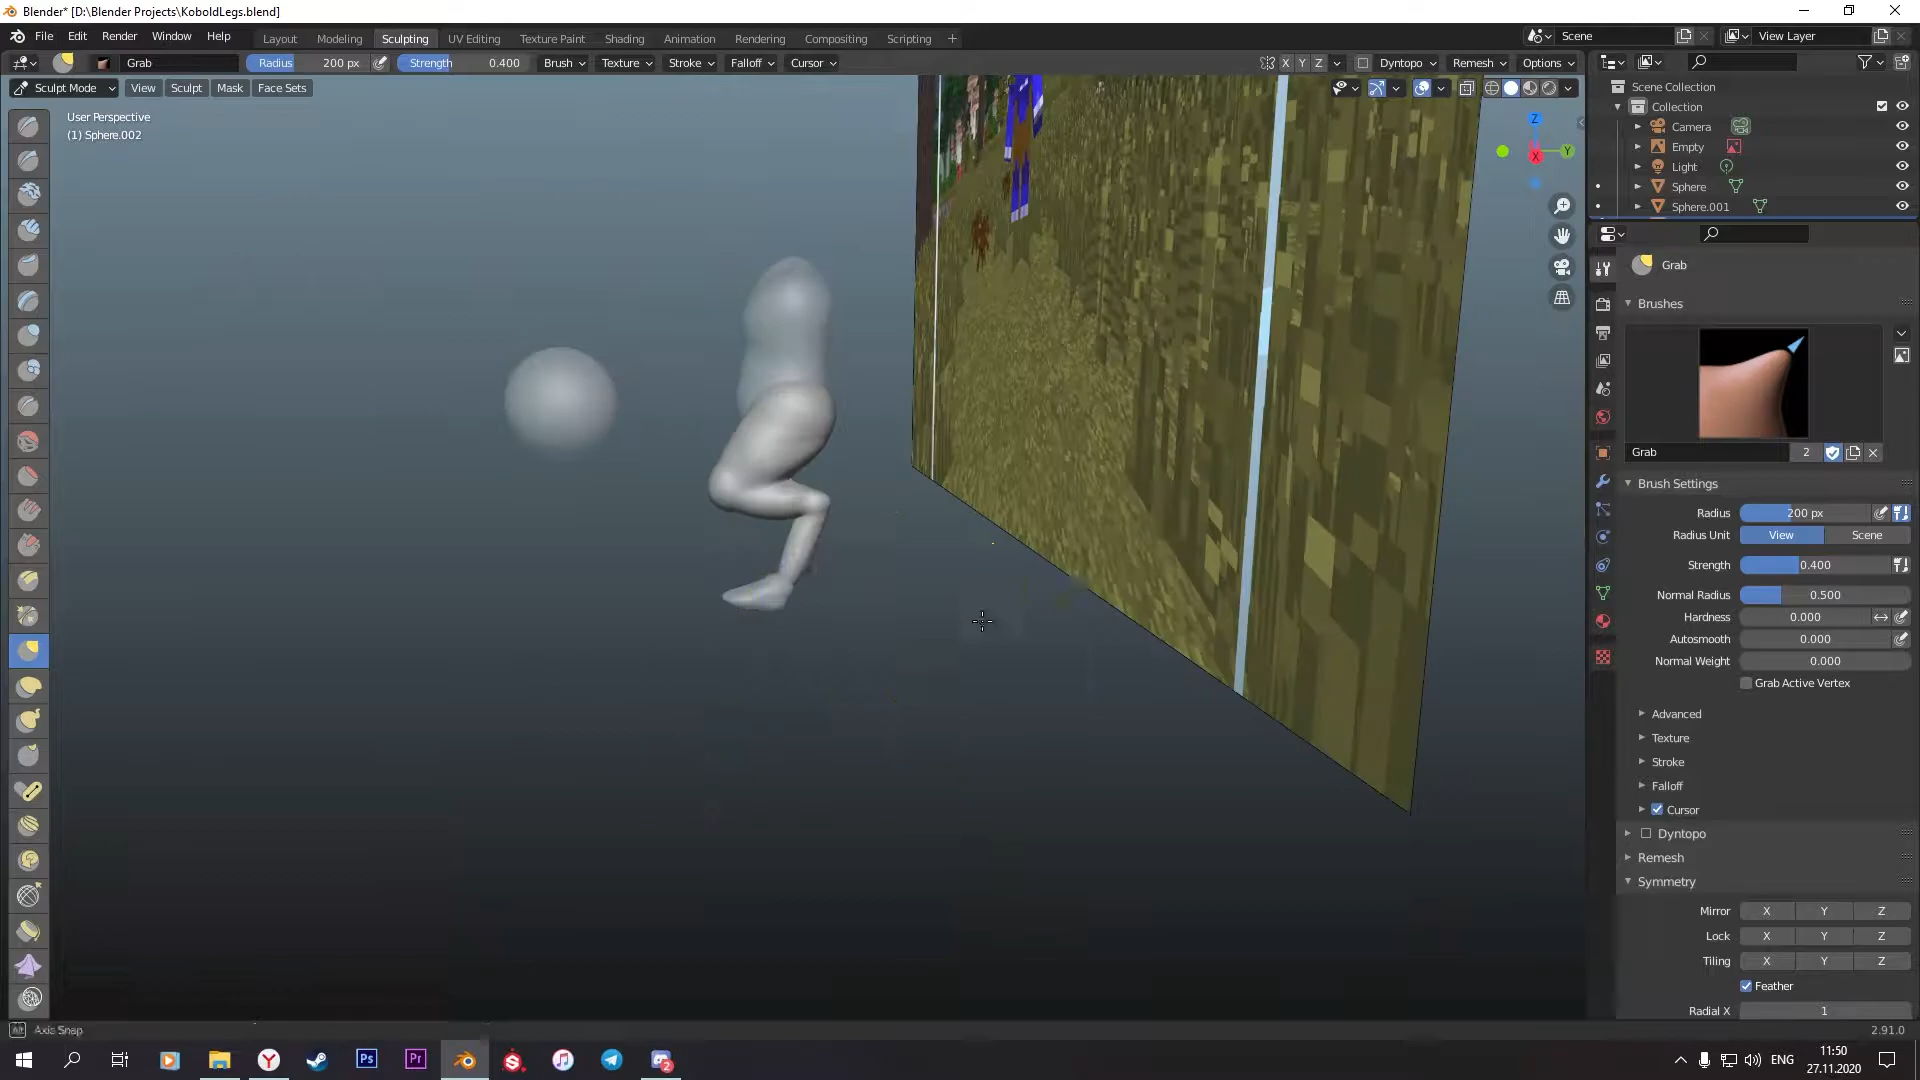 Blender* [D:\Blender Projects\KoboldLegs.blend]
File Edit Render Window Help
Layout Modeling Sculpting UV Editing Texture Paint Shading Animation Rendering Compositing Scripting
Scene
View Layer
Grab
Radius 200 px
Strength 0.400
Brush Texture Stroke Falloff Cursor
X Y Z
Dyntopo Remesh Options
Sculpt Mode View Sculpt Mask Face Sets
User Perspective
(1) Sphere.002
Z
Y
X
Scene Collection
Collection
Camera
Empty
Light
Sphere
Sphere.001
Grab
Brushes
Grab 2
Brush Settings
Radius 200 px
Radius Unit View Scene
Strength 0.400
Normal Radius 0.500
Hardness 0.000
Autosmooth 0.000
Normal Weight 0.000
Grab Active Vertex
Advanced
Texture
Stroke
Falloff
Cursor
Dyntopo
Remesh
Symmetry
Mirror X Y Z
Lock X Y Z
Tiling X Y Z
Feather
Radial X 1
Alt Axis Snap
2.91.0
Ps
Pr
2
ENG
11:50
27.11.2020